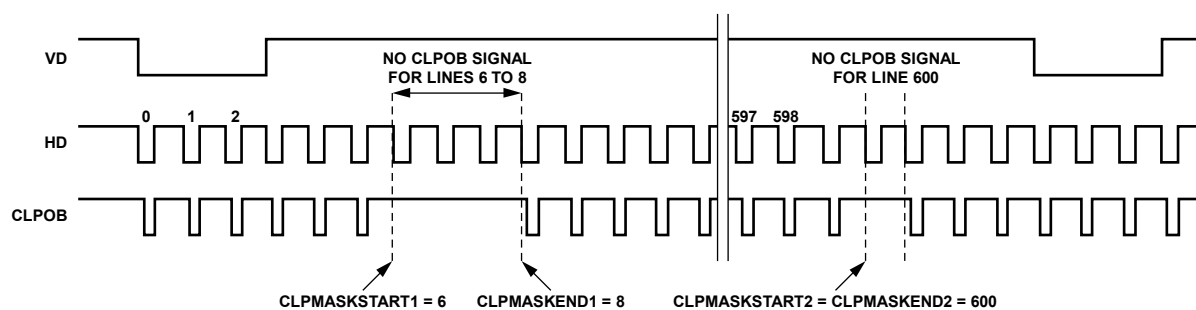 VD
NO CLPOB SIGNAL
FOR LINES 6 TO 8
NO CLPOB SIGNAL
FOR LINE 600
HD
0 1 2 597 598
CLPOB
CLPMASKSTART1 = 6 CLPMASKEND1 = 8 CLPMASKSTART2 = CLPMASKEND2 = 600